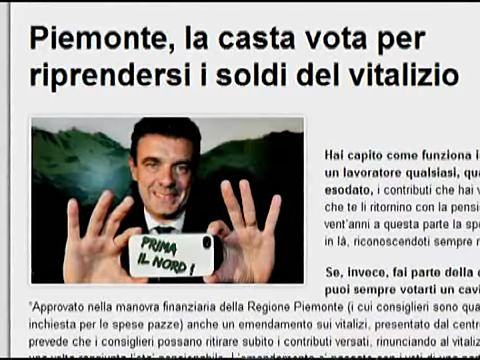 Piemonte, la casta vota per
riprendersi i soldi del vitalizio
PRIMA
IL NORD!
Hai capito come funziona i
un lavoratore qualsiasi, qu
esodato, i contributi che hai v
che te li ritornino con la pensi
vent'anni a questa parte la spe
in là, riconoscendoti sempre
Se, invece, fai parte della
puoi sempre votarti un cavi
"Approvato nella manovra finanziaria della Regione Piemonte (i cui consiglieri sono qua
inchiesta per le spese pazze) anche un emendamento sui vitalizi, presentato dal centro
prevede che i consiglieri possano ritirare subito i contributi versati, rinunciando al vitaliz